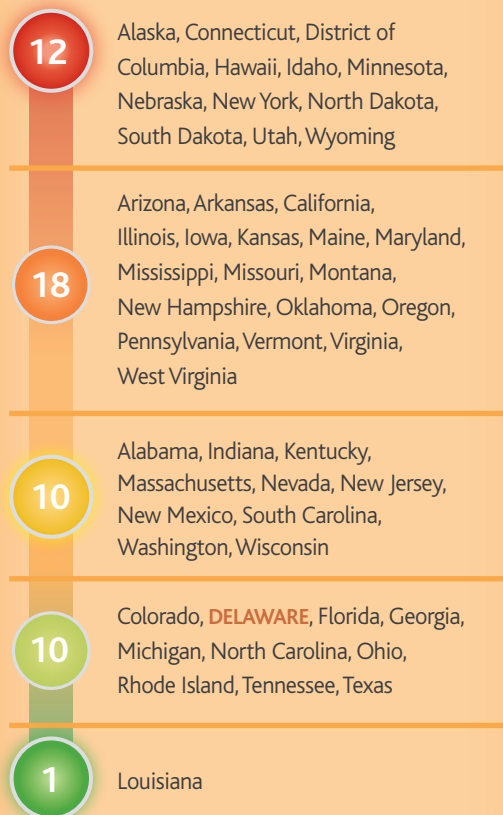 12
Alaska, Connecticut, District of
Columbia, Hawaii, Idaho, Minnesota,
Nebraska, New York, North Dakota,
South Dakota, Utah, Wyoming
18
Arizona, Arkansas, California,
Illinois, Iowa, Kansas, Maine, Maryland,
Mississippi, Missouri, Montana,
New Hampshire, Oklahoma, Oregon,
Pennsylvania, Vermont, Virginia,
West Virginia
10
Alabama, Indiana, Kentucky,
Massachusetts, Nevada, New Jersey,
New Mexico, South Carolina,
Washington, Wisconsin
10
Colorado, DELAWARE, Florida, Georgia,
Michigan, North Carolina, Ohio,
Rhode Island, Tennessee, Texas
1
Louisiana